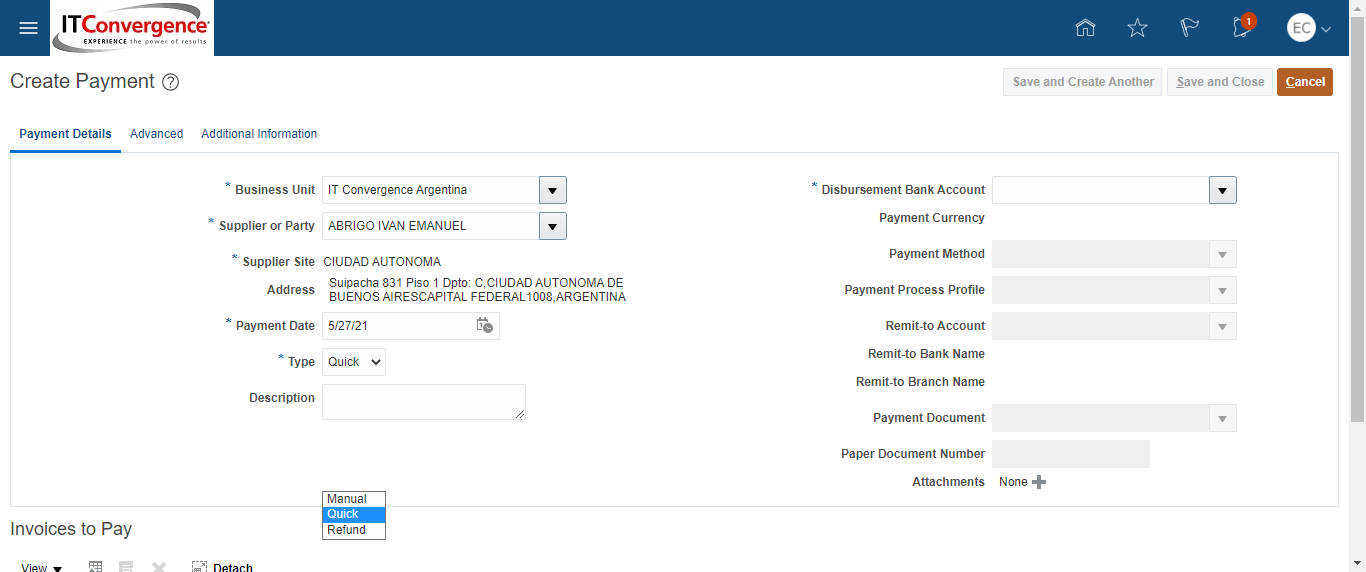 ITConvergence
EXPERIENCE the power of results
1
EC
Create Payment ?
Save and Create Another
Save and Close
Cancel
Payment Details
Advanced
Additional Information
* Business Unit IT Convergence Argentina
* Supplier or Party ABRIGO IVAN EMANUEL
* Supplier Site CIUDAD AUTONOMA
Address Suipacha 831 Piso 1 Dpto: C,CIUDAD AUTONOMA DE
BUENOS AIRESCAPITAL FEDERAL1008,ARGENTINA
* Payment Date 5/27/21
* Type Quick
Description
* Disbursement Bank Account
Payment Currency
Payment Method
Payment Process Profile
Remit-to Account
Remit-to Bank Name
Remit-to Branch Name
Payment Document
Paper Document Number
Attachments None
Manual
Quick
Refund
Invoices to Pay
View
Detach